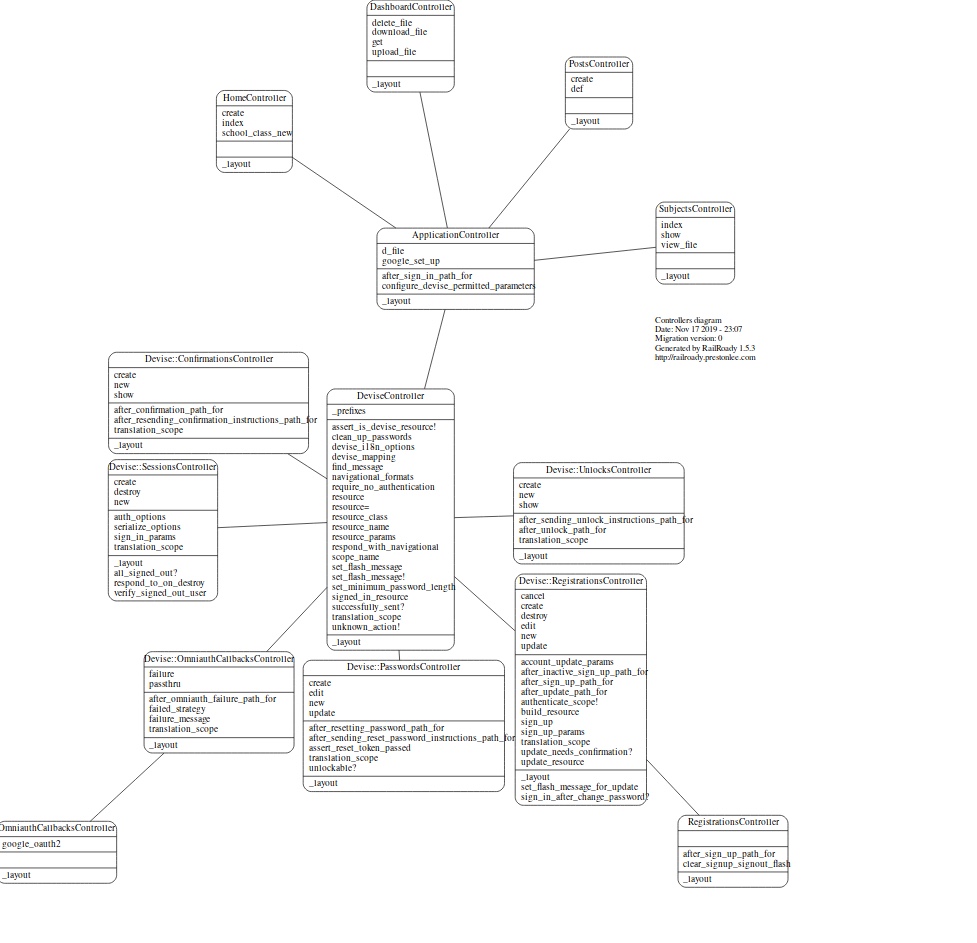 DashboardController
delete_file
download_file
get
upload_file
_layout
PostsController
create
def
_layout
HomeController
create
index
school_class_new
_layout
SubjectsController
index
show
view_file
_layout
ApplicationController
d_file
google_set_up
after_sign_in_path_for
configure_devise_permitted_parameters
_layout
Controllers diagram
Date: Nov 17 2019 - 23:07
Migration version: 0
Generated by RailRoady 1.5.3
http://railroady.prestonlee.com
Devise::ConfirmationsController
create
new
show
after_confirmation_path_for
after_resending_confirmation_instructions_path_for
translation_scope
_layout
DeviseController
_prefixes
assert_is_devise_resource!
clean_up_passwords
devise_i18n_options
devise_mapping
find_message
navigational_formats
require_no_authentication
resource
resource=
resource_class
resource_name
resource_params
respond_with_navigational
scope_name
set_flash_message
set_flash_message!
set_minimum_password_length
signed_in_resource
successfully_sent?
translation_scope
unknown_action!
_layout
Devise::SessionsController
create
destroy
new
auth_options
serialize_options
sign_in_params
translation_scope
_layout
all_signed_out?
respond_to_on_destroy
verify_signed_out_user
Devise::UnlocksController
create
new
show
after_sending_unlock_instructions_path_for
after_unlock_path_for
translation_scope
_layout
Devise::RegistrationsController
cancel
create
destroy
edit
new
update
account_update_params
after_inactive_sign_up_path_for
after_sign_up_path_for
after_update_path_for
authenticate_scope!
build_resource
sign_up
sign_up_params
translation_scope
update_needs_confirmation?
update_resource
_layout
set_flash_message_for_update
sign_in_after_change_password?
Devise::OmniauthCallbacksController
failure
passthru
after_omniauth_failure_path_for
failed_strategy
failure_message
translation_scope
_layout
Devise::PasswordsController
create
edit
new
update
after_resetting_password_path_for
after_sending_reset_password_instructions_path_for
assert_reset_token_passed
translation_scope
unlockable?
_layout
OmniauthCallbacksController
google_oauth2
_layout
RegistrationsController
after_sign_up_path_for
clear_signup_signout_flash
_layout